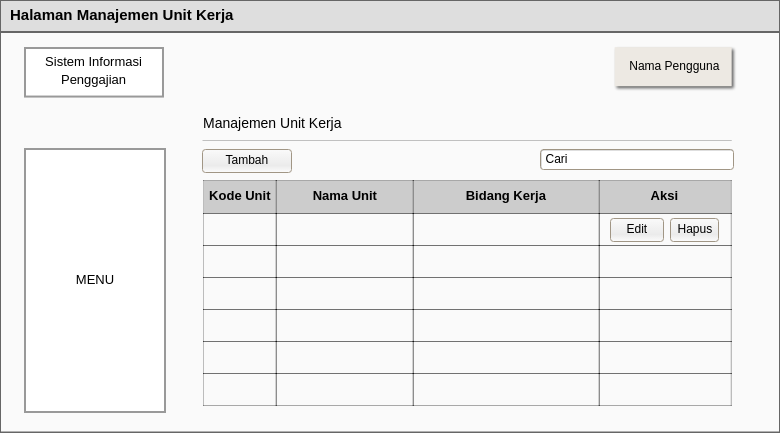 Halaman Manajemen Unit Kerja
Sistem Informasi
Penggajian
Nama Pengguna
Manajemen Unit Kerja
Tambah
Cari
Kode Unit Nama Unit Bidang Kerja Aksi
Edit Hapus
MENU